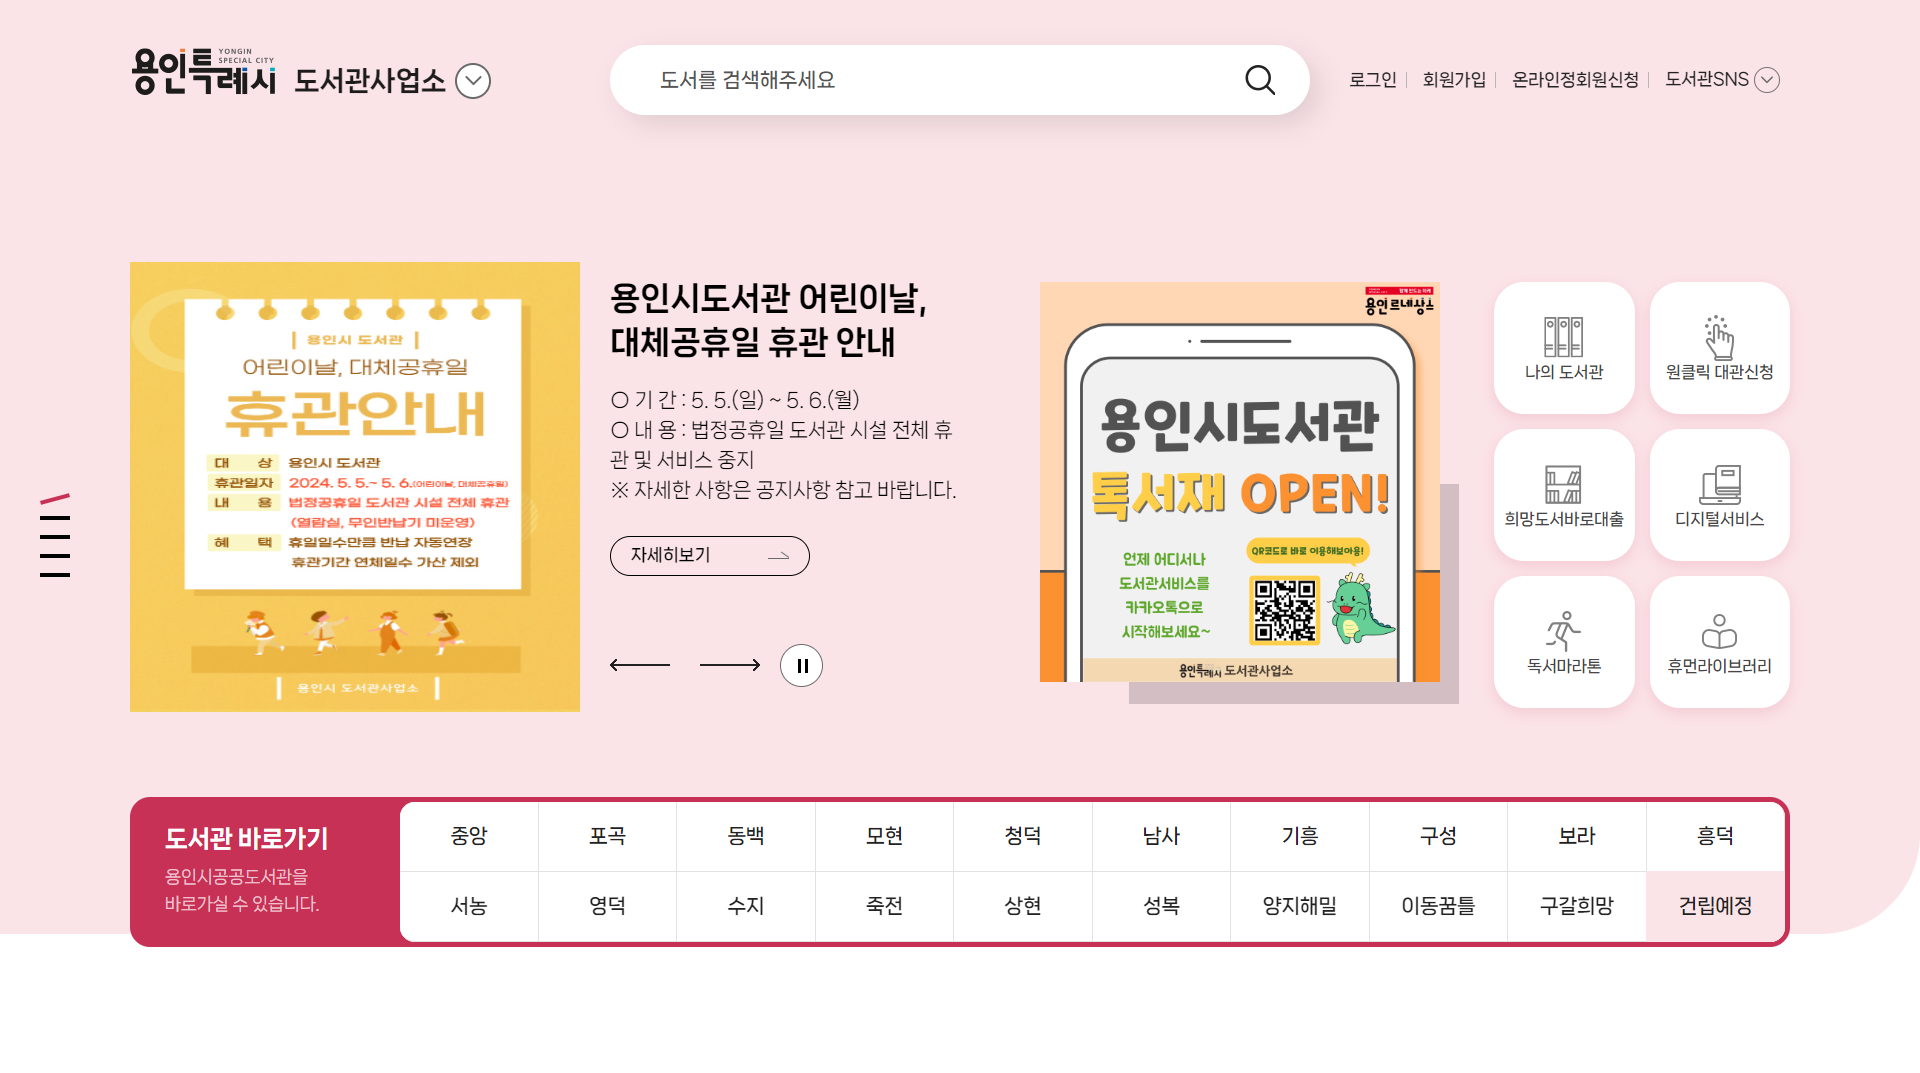 용인특례시
YONGIN
SPECIAL CITY
도서관사업소
도서를 검색해주세요
로그인
회원가입
온라인정회원신청
도서관SNS
용인시 도서관
어린이날, 대체공휴일
휴관안내
대 상 용인시 도서관
휴관일자 2024. 5. 5.~ 5. 6.(어린이날, 대체공휴일)
내 용 법정공휴일 도서관 시설 전체 휴관
(열람실, 무인반납기 미운영)
혜 택 휴일일수만큼 반납 자동연장
휴관기간 연체일수 가산 제외
용인시 도서관사업소
용인시도서관 어린이날,
대체공휴일 휴관 안내
○ 기 간 : 5. 5.(일) ~ 5. 6.(월)
○ 내 용 : 법정공휴일 도서관 시설 전체 휴
관 및 서비스 중지
※ 자세한 사항은 공지사항 참고 바랍니다.
자세히보기
함께 만드는 미래
용인르네상스
용인시도서관
톡서재 OPEN!
언제 어디서나
도서관서비스를
카카오톡으로
시작해보세요~
QR코드로 바로 이용해보아용!
용인특례시 도서관사업소
나의 도서관
원클릭 대관신청
희망도서바로대출
디지털서비스
독서마라톤
휴먼라이브러리
도서관 바로가기
용인시공공도서관을
바로가실 수 있습니다.
중앙
포곡
동백
모현
청덕
남사
기흥
구성
보라
흥덕
서농
영덕
수지
죽전
상현
성복
양지해밀
이동꿈틀
구갈희망
건립예정